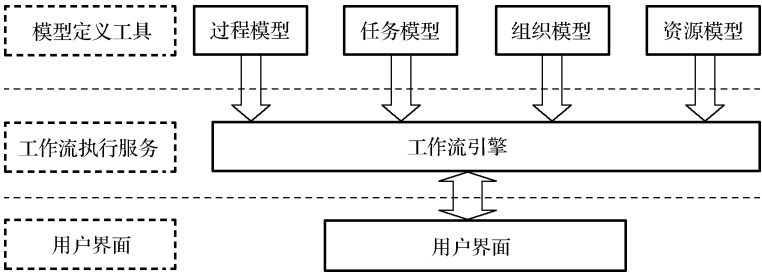 模型定义工具
过程模型
任务模型
组织模型
资源模型
工作流执行服务
工作流引擎
用户界面
用户界面